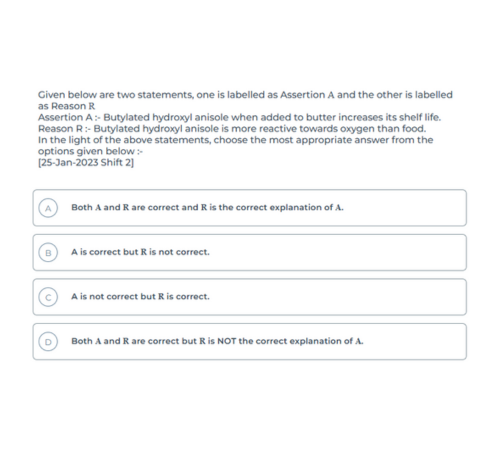 Given below are two statements, one is labelled as Assertion A and the other is labelled
as Reason R
Assertion A :- Butylated hydroxyl anisole when added to butter increases its shelf life.
Reason R :- Butylated hydroxyl anisole is more reactive towards oxygen than food.
In the light of the above statements, choose the most appropriate answer from the
options given below :-
[25-Jan-2023 Shift 2]
A Both A and R are correct and R is the correct explanation of A.
B A is correct but R is not correct.
C A is not correct but R is correct.
D Both A and R are correct but R is NOT the correct explanation of A.